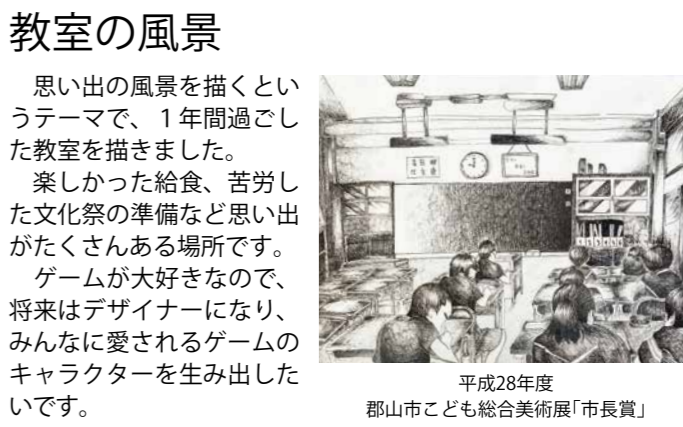 教室の風景
思い出の風景を描くとい
うテーマで、１年間過ごし
た教室を描きました。
楽しかった給食、苦労し
た文化祭の準備など思い出
がたくさんある場所です。
ゲームが大好きなので、
将来はデザイナーになり、
みんなに愛されるゲームの
キャラクターを生み出した
いです。
平成28年度
郡山市こども総合美術展｢市長賞｣